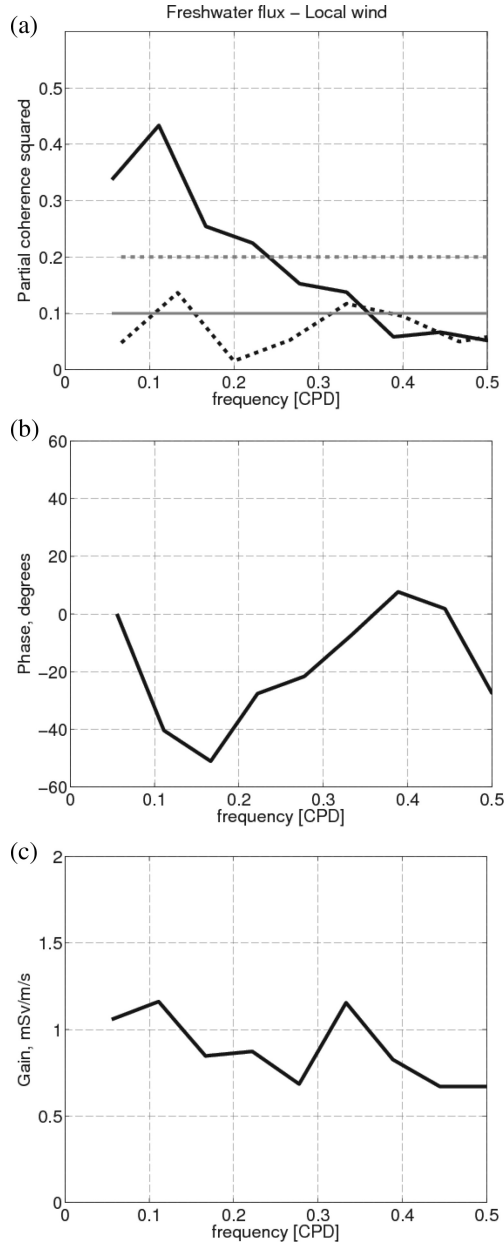 Freshwater flux – Local wind
(a)
Partial coherence squared
0.5
0.4
0.3
0.2
0.1
0
0 0.1 0.2 0.3 0.4 0.5
frequency [CPD]
(b)
Phase, degrees
60
40
20
0
−20
−40
−60
0 0.1 0.2 0.3 0.4 0.5
frequency [CPD]
(c)
Gain, mSv/m/s
2
1.5
1
0.5
0
0 0.1 0.2 0.3 0.4 0.5
frequency [CPD]